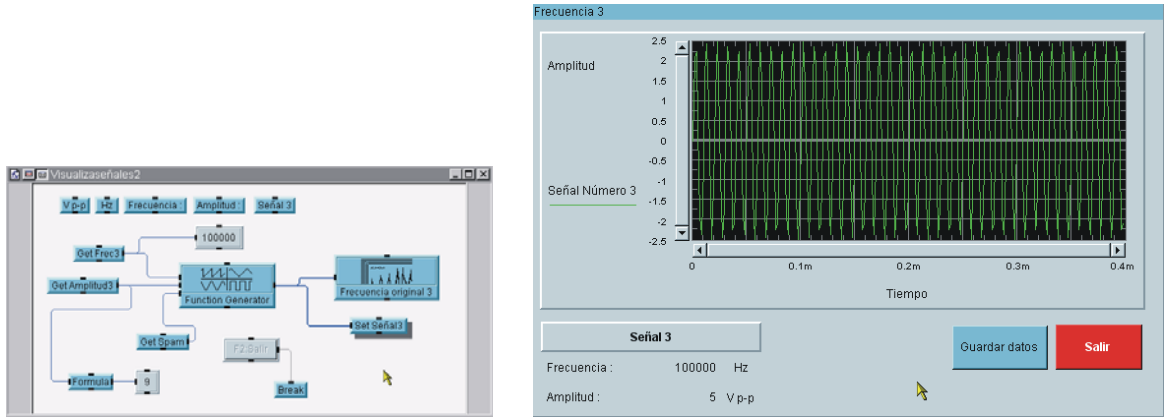 Visualizaseñales2
V p-p Hz Frecuencia : Amplitud : Señal 3
100000
Get Frec3
Get Amplitud3
Function Generator
Frecuencia original 3
Set Señal3
Get Spam
F2:Salir
Formula
9
Break
Frecuencia 3
Amplitud
Señal Número 3
2.5
2
1.5
1
0.5
0
-0.5
-1
-1.5
-2
-2.5
0 0.1m 0.2m 0.3m 0.4m
Tiempo
Señal 3
Frecuencia : 100000 Hz
Amplitud : 5 V p-p
Guardar datos
Salir